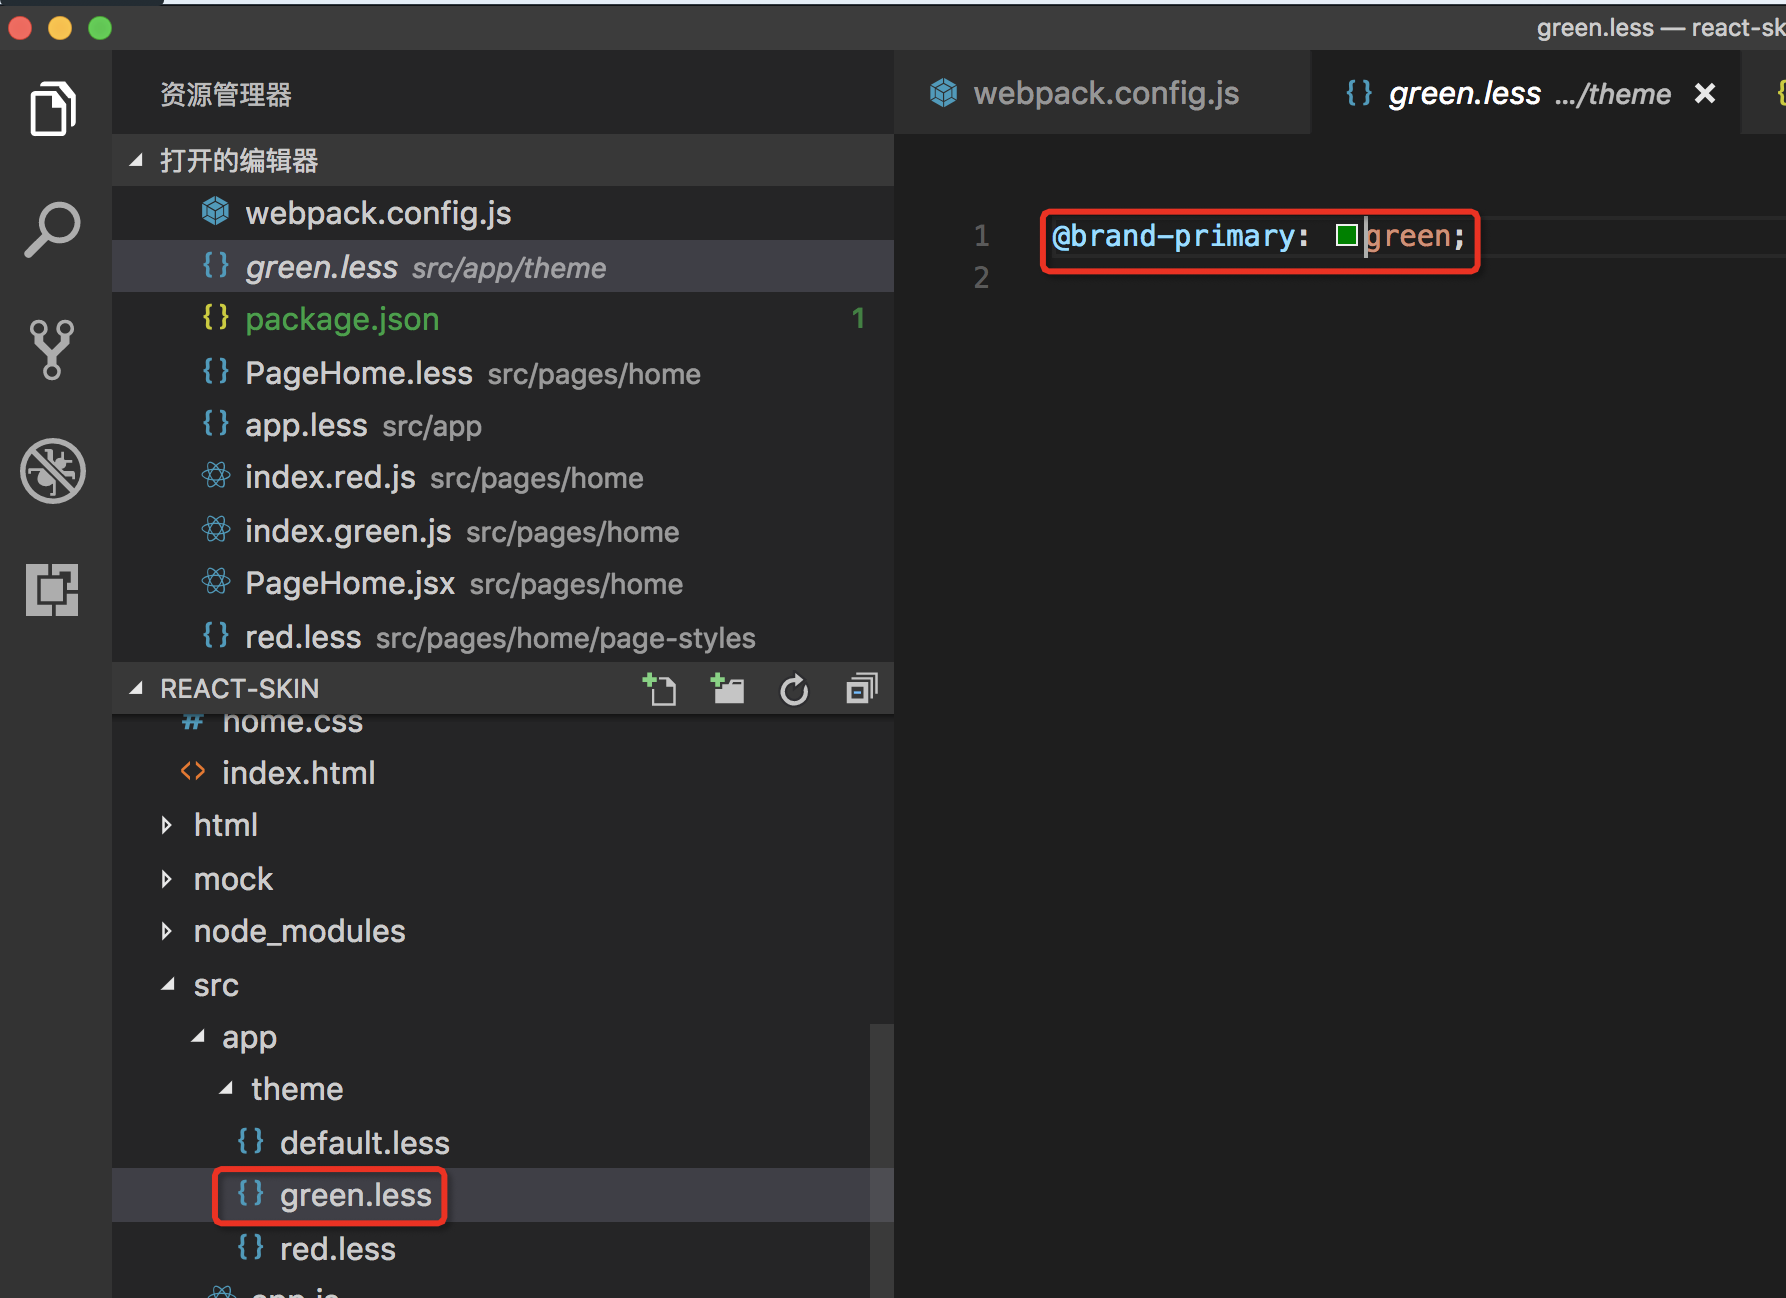 green.less — react-sk
资源管理器
打开的编辑器
webpack.config.js
green.less src/app/theme
package.json 1
PageHome.less src/pages/home
app.less src/app
index.red.js src/pages/home
index.green.js src/pages/home
PageHome.jsx src/pages/home
red.less src/pages/home/page-styles
REACT-SKIN
home.css
index.html
html
mock
node_modules
src
app
theme
default.less
green.less
red.less
webpack.config.js
green.less .../theme
1 @brand-primary: green;
2